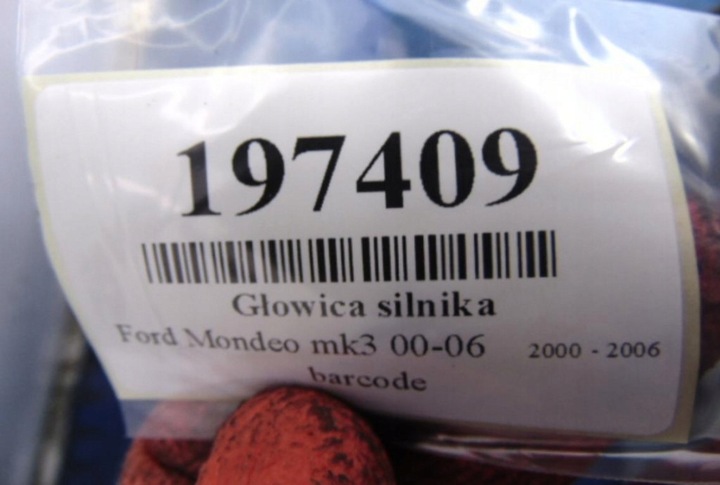 197409
Głowica silnika
Ford Mondeo mk3 00-06 2000 - 2006
barcode